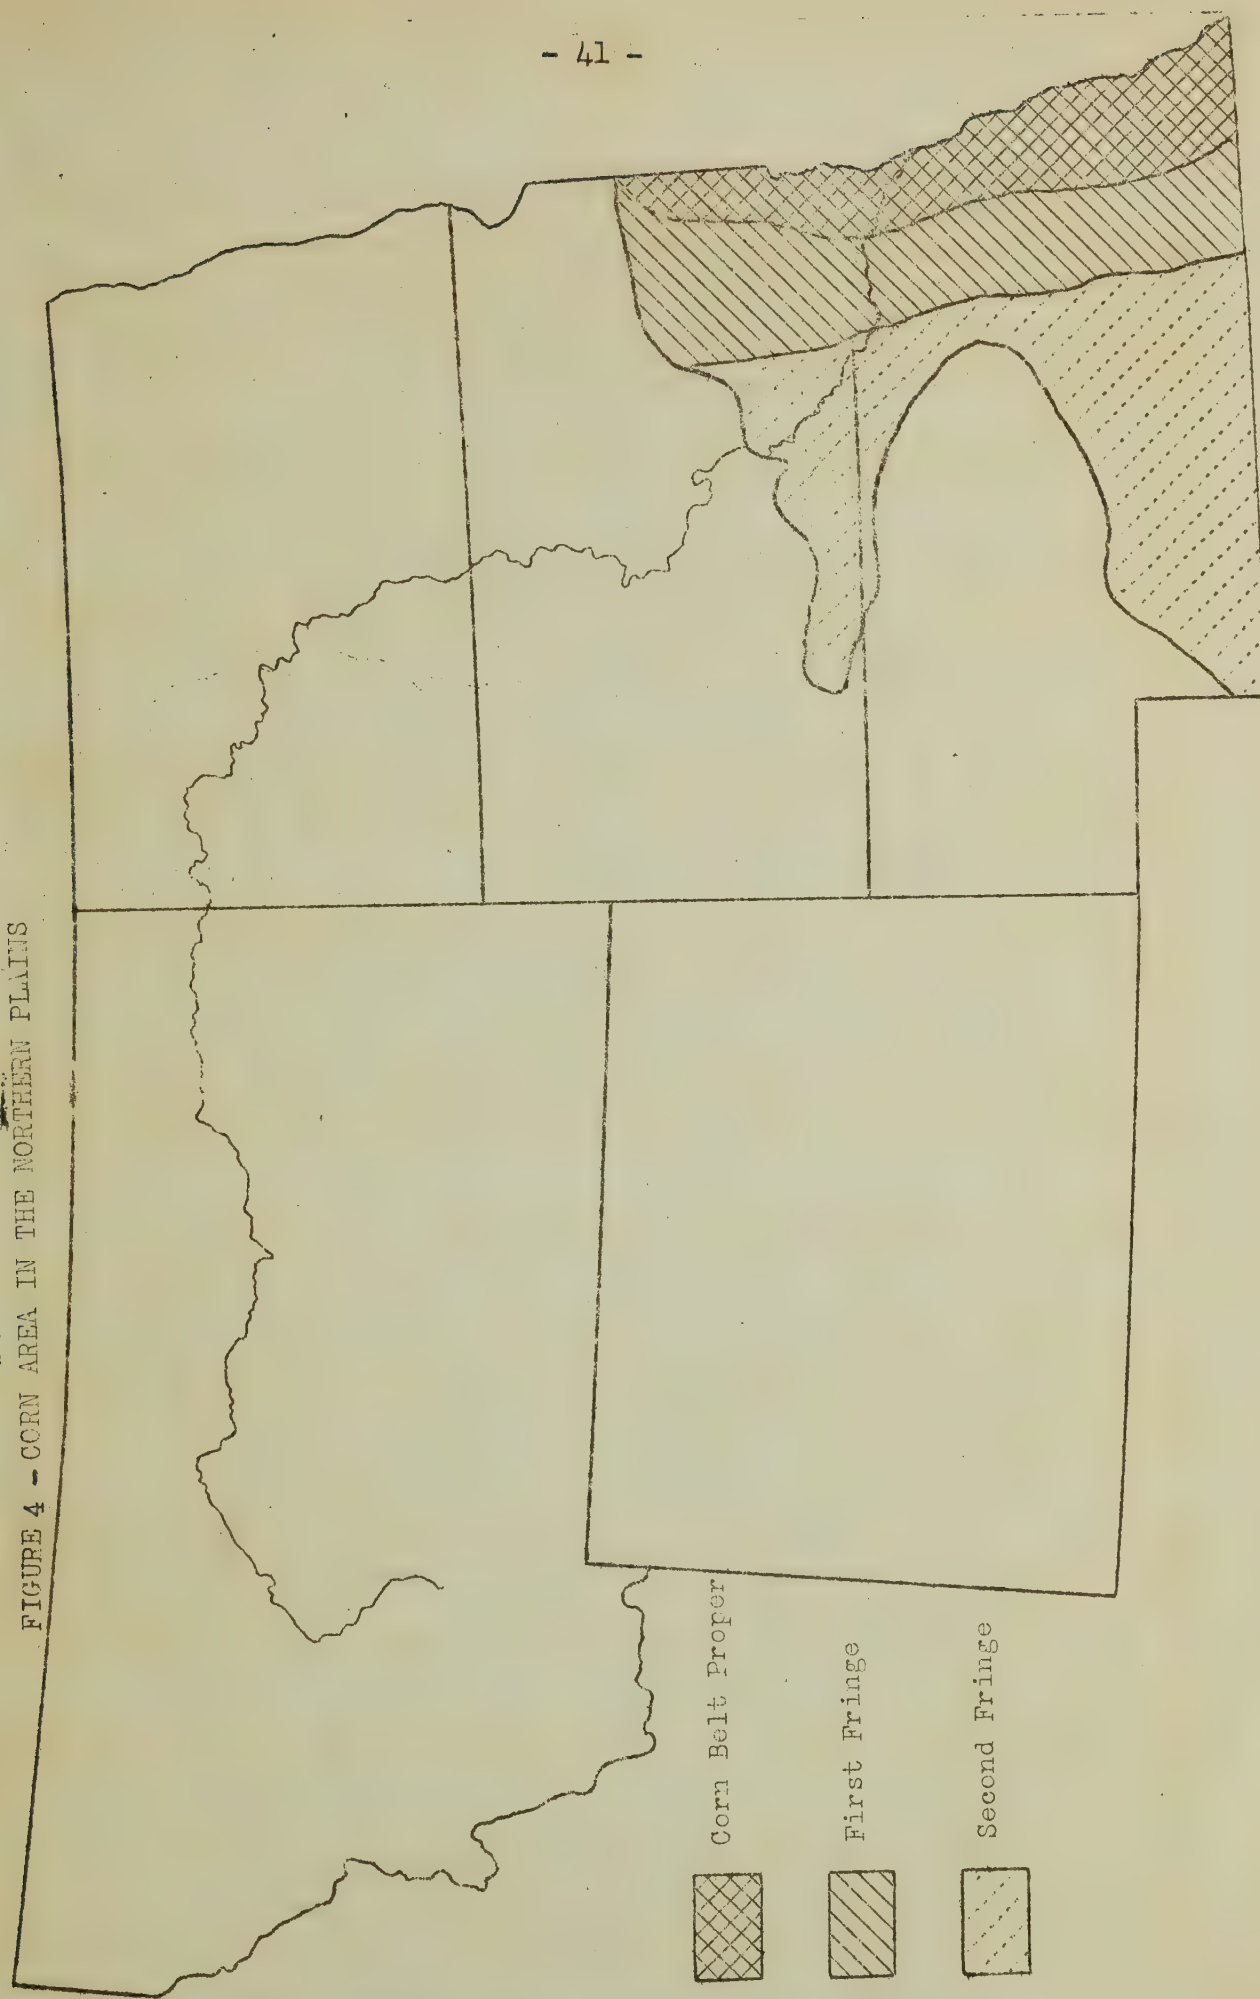 - 41 -
FIGURE 4 - CORN AREA IN THE NORTHERN PLAINS
Corn Belt Proper
First Fringe
Second Fringe